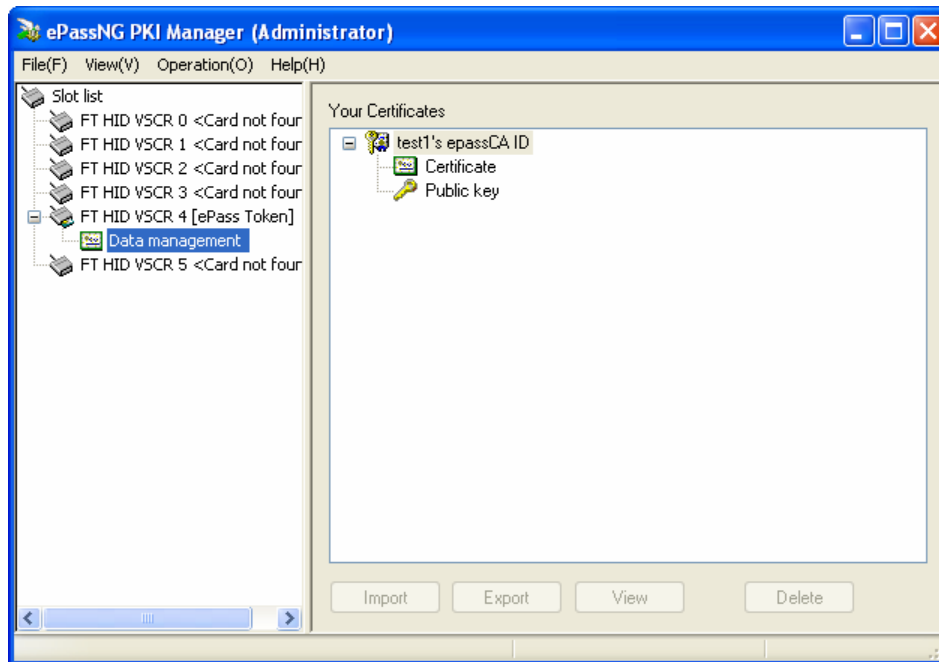 ePassNG PKI Manager (Administrator)
File(F) View(V) Operation(O) Help(H)
Slot list
FT HID VSCR 0 <Card not four
FT HID VSCR 1 <Card not four
FT HID VSCR 2 <Card not four
FT HID VSCR 3 <Card not four
FT HID VSCR 4 [ePass Token]
Data management
FT HID VSCR 5 <Card not four
Your Certificates
test1's epassCA ID
Certificate
Public key
Import Export View Delete